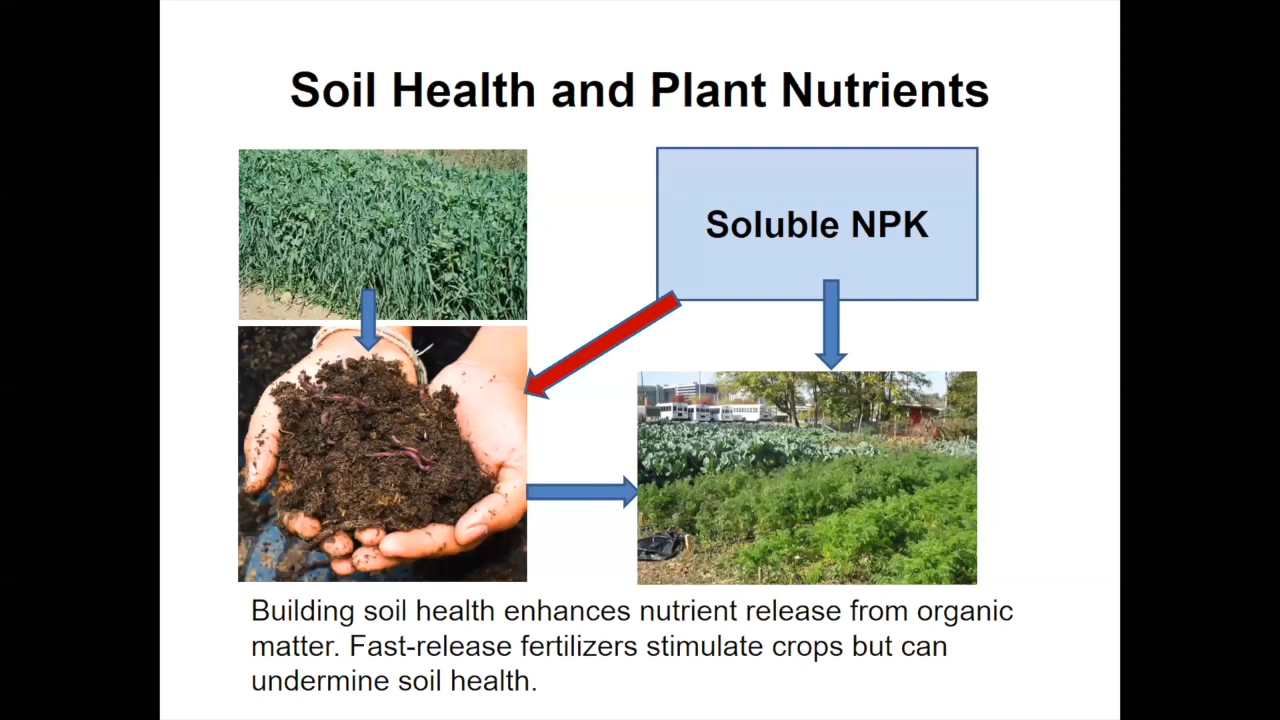 Soil Health and Plant Nutrients
Soluble NPK
Building soil health enhances nutrient release from organic
matter. Fast-release fertilizers stimulate crops but can
undermine soil health.